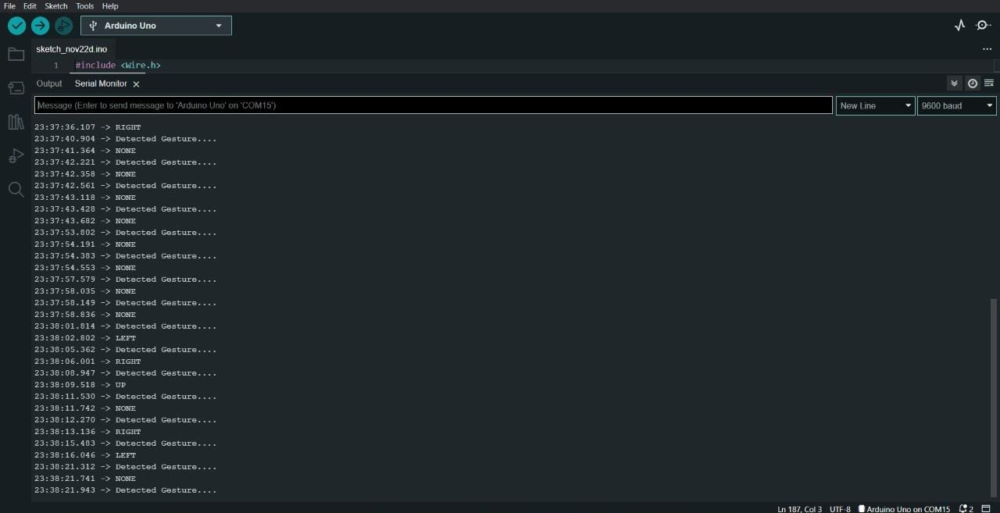 File Edit Sketch Tools Help
Arduino Uno
sketch_nov22d.ino
1 #include <Wire.h>
Output Serial Monitor
Message (Enter to send message to 'Arduino Uno' on 'COM15') New Line 9600 baud
23:37:36.107 -> RIGHT
23:37:40.904 -> Detected Gesture....
23:37:41.364 -> NONE
23:37:42.221 -> Detected Gesture....
23:37:42.358 -> NONE
23:37:42.561 -> Detected Gesture....
23:37:43.118 -> NONE
23:37:43.428 -> Detected Gesture....
23:37:43.682 -> NONE
23:37:53.802 -> Detected Gesture....
23:37:54.191 -> NONE
23:37:54.383 -> Detected Gesture....
23:37:54.553 -> NONE
23:37:57.579 -> Detected Gesture....
23:37:58.035 -> NONE
23:37:58.149 -> Detected Gesture....
23:37:58.836 -> NONE
23:38:01.814 -> Detected Gesture....
23:38:02.802 -> LEFT
23:38:05.362 -> Detected Gesture....
23:38:06.001 -> RIGHT
23:38:08.947 -> Detected Gesture....
23:38:09.518 -> UP
23:38:11.530 -> Detected Gesture....
23:38:11.742 -> NONE
23:38:12.270 -> Detected Gesture....
23:38:13.136 -> RIGHT
23:38:15.483 -> Detected Gesture....
23:38:16.046 -> LEFT
23:38:21.312 -> Detected Gesture....
23:38:21.741 -> NONE
23:38:21.943 -> Detected Gesture....
Ln 187, Col 3 UTF-8 Arduino Uno on COM15 2